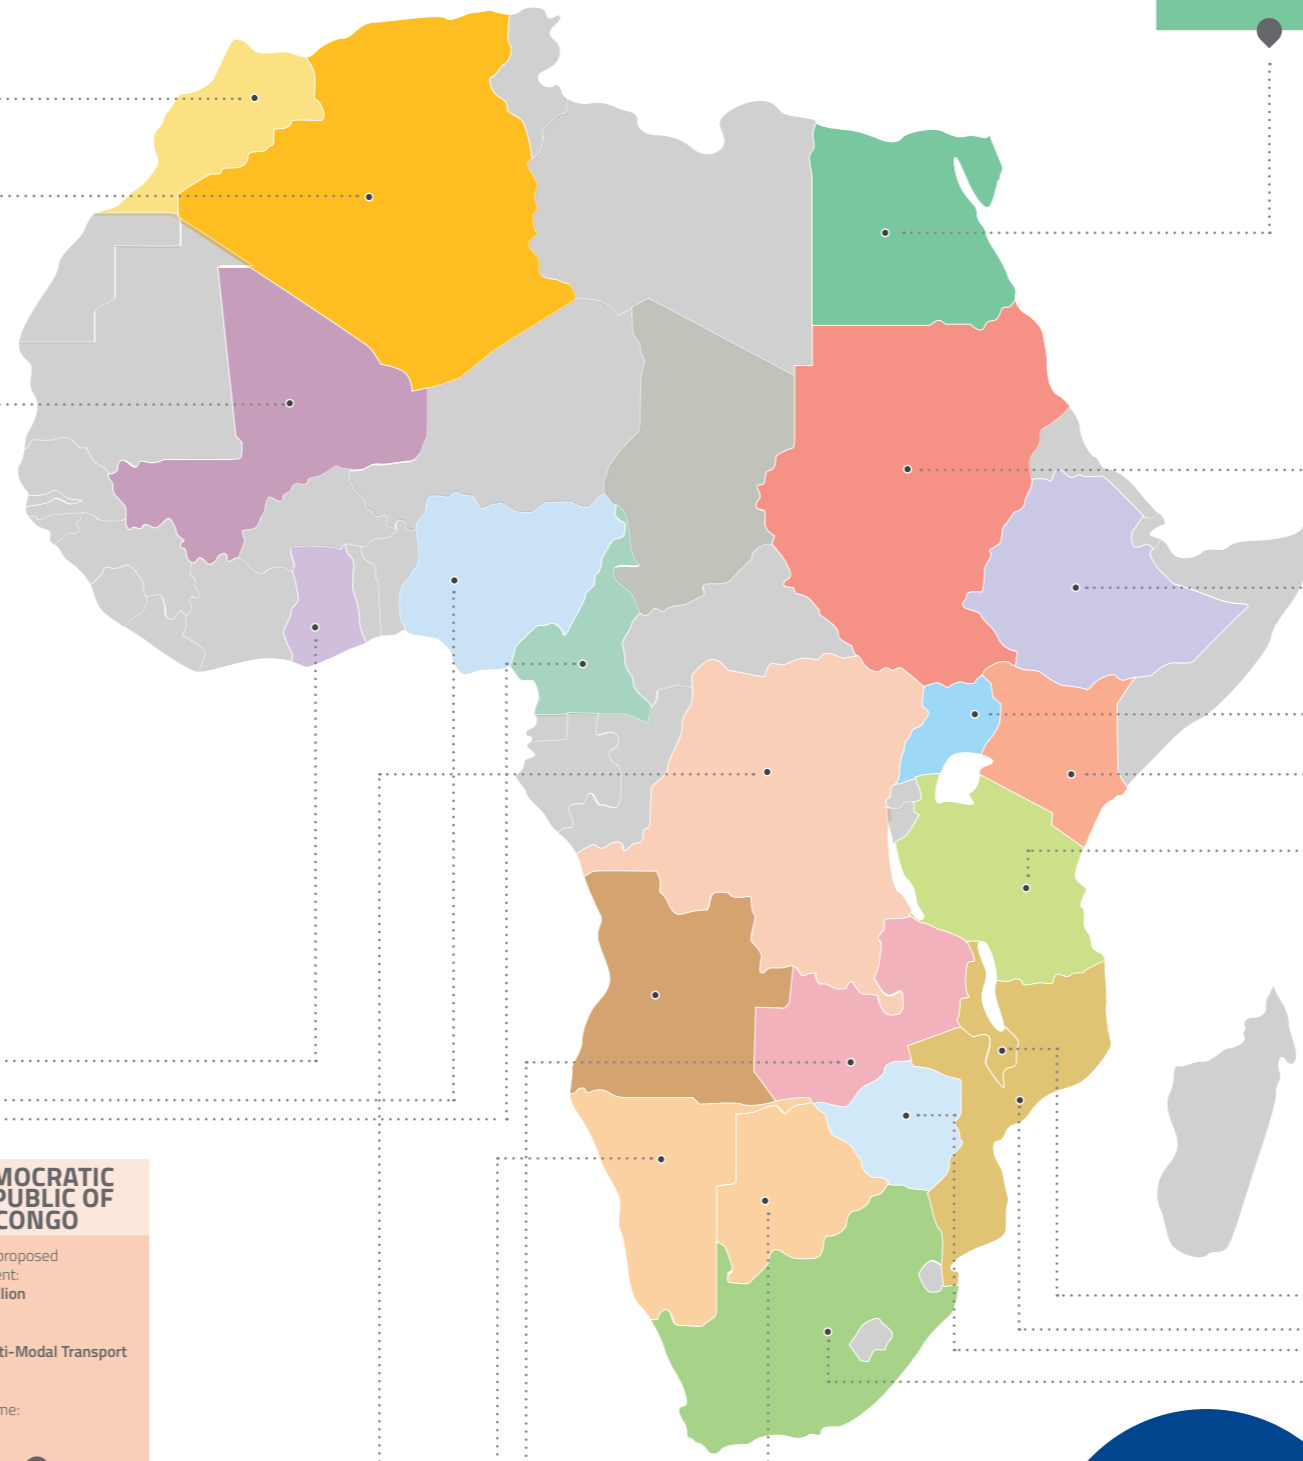 MOCRATIC
PUBLIC OF
CONGO
proposed
ent:
lion
ti-Modal Transport
me: